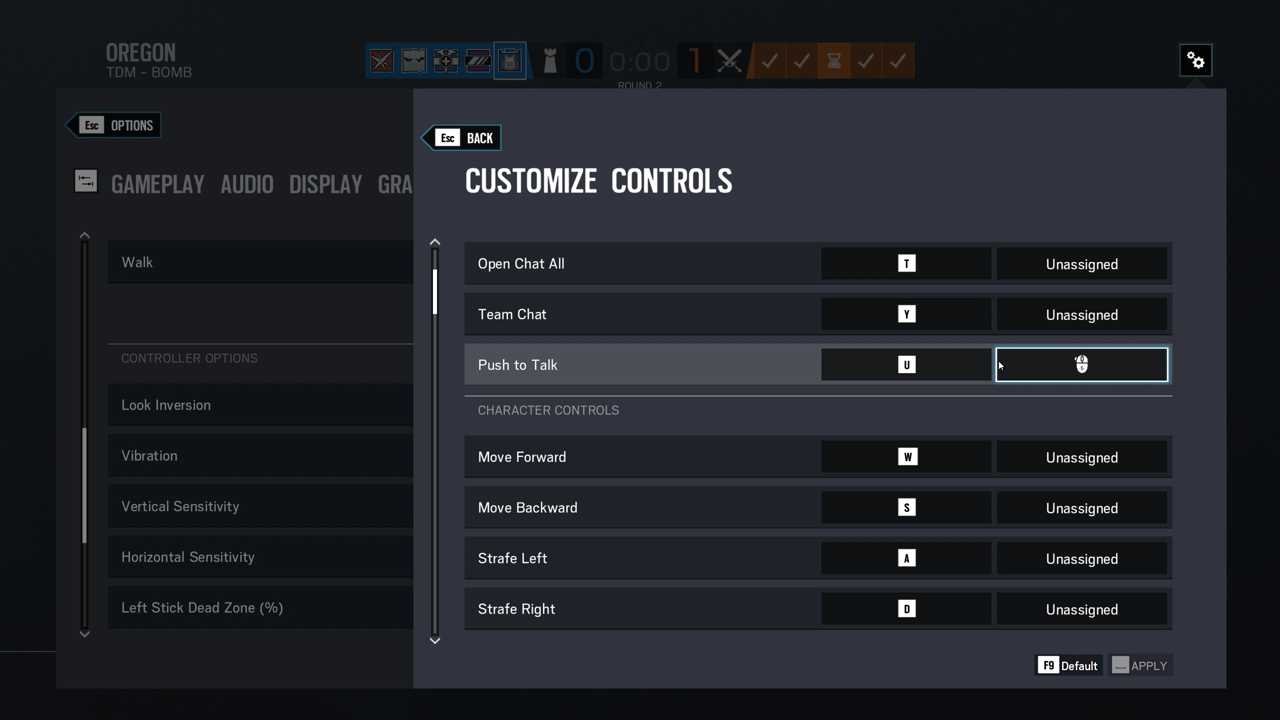 OREGON
TDM - BOMB
0 0:00 1
ROUND 2
Esc OPTIONS
GAMEPLAY AUDIO DISPLAY GRA
Walk
CONTROLLER OPTIONS
Look Inversion
Vibration
Vertical Sensitivity
Horizontal Sensitivity
Left Stick Dead Zone (%)
Esc BACK
CUSTOMIZE CONTROLS
Open Chat All T Unassigned
Team Chat Y Unassigned
Push to Talk U 5
CHARACTER CONTROLS
Move Forward W Unassigned
Move Backward S Unassigned
Strafe Left A Unassigned
Strafe Right D Unassigned
F9 Default APPLY